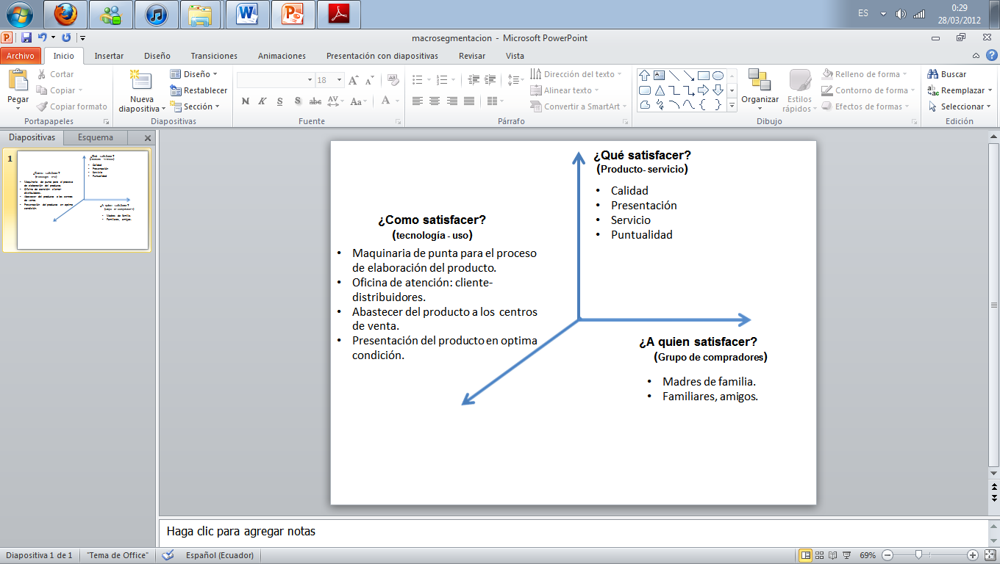 ES
0:29
28/03/2012
macrosegmentacion - Microsoft PowerPoint
Archivo Inicio Insertar Diseño Transiciones Animaciones Presentación con diapositivas Revisar Vista
Pegar
Cortar
Copiar
Copiar formato
Portapapeles
Nueva
diapositiva
Diseño
Restablecer
Sección
Diapositivas
18
N K S S abc AV Aa A
Fuente
Dirección del texto
Alinear texto
Convertir a SmartArt
Párrafo
Organizar
Estilos
rápidos
Relleno de forma
Contorno de forma
Efectos de formas
Dibujo
Buscar
Reemplazar
Seleccionar
Edición
Diapositivas Esquema
1
¿Qué satisfacer?
(Producto- servicio)
• Calidad
• Presentación
• Servicio
• Puntualidad
¿Como satisfacer?
(tecnología - uso)
• Maquinaria de punta para el proceso
de elaboración del producto.
• Oficina de atención: cliente-
distribuidores.
• Abastecer del producto a los centros
de venta.
• Presentación del producto en optima
condición.
¿A quien satisfacer?
(Grupo de compradores)
• Madres de familia.
• Familiares, amigos.
Haga clic para agregar notas
Diapositiva 1 de 1 "Tema de Office" Español (Ecuador) 69%